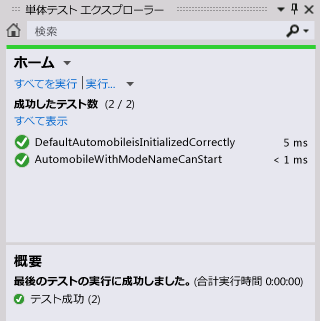 単体テスト エクスプローラー
検索
ホーム
すべてを実行 | 実行...
成功したテスト数 (2 / 2)
すべて表示
DefaultAutomobileisInitializedCorrectly 5 ms
AutomobileWithModeNameCanStart < 1 ms
概要
最後のテストの実行に成功しました。(合計実行時間 0:00:00)
テスト成功 (2)